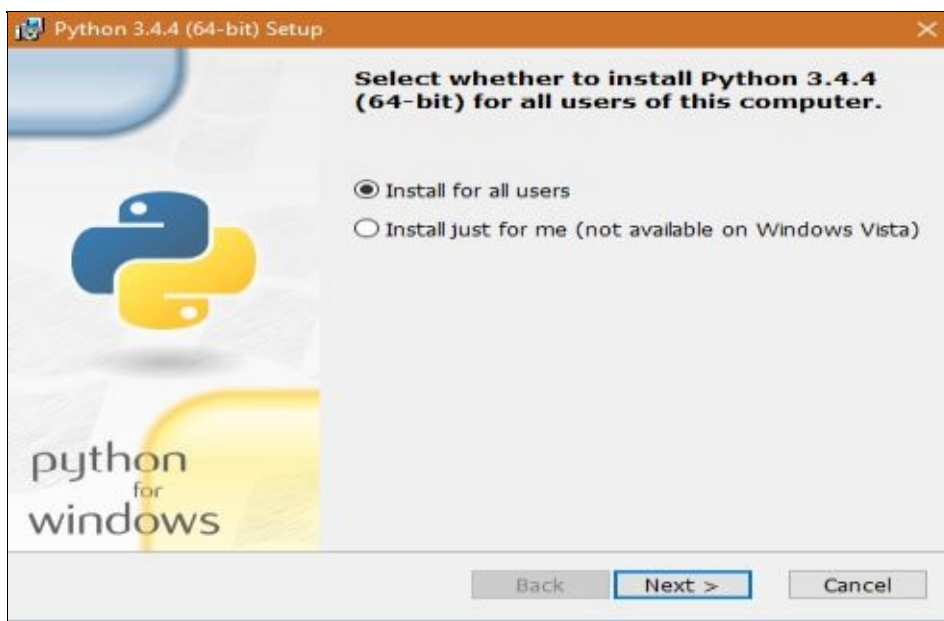 Python 3.4.4 (64-bit) Setup
Select whether to install Python 3.4.4
(64-bit) for all users of this computer.
Install for all users
Install just for me (not available on Windows Vista)
python
for
windows
Back
Next >
Cancel